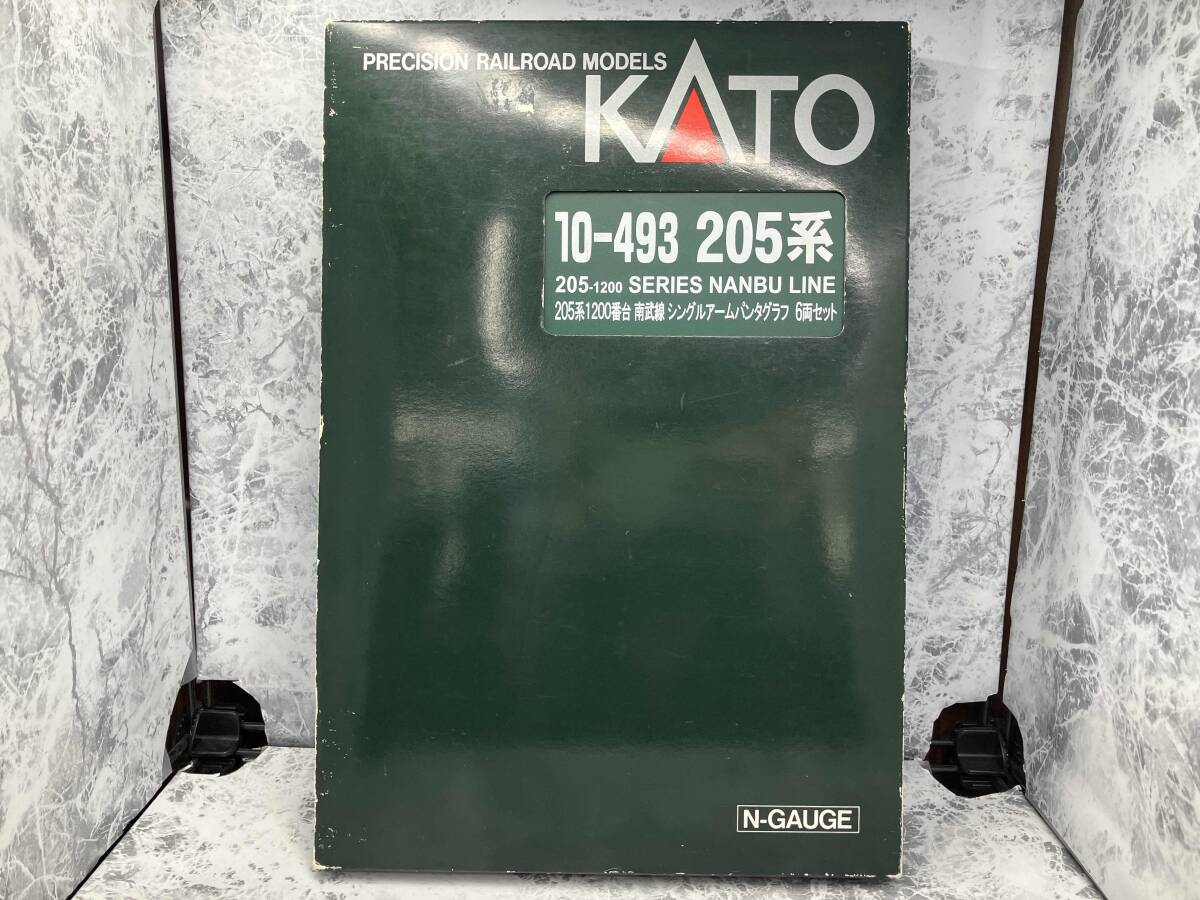 PRECISION RAILROAD MODELS
KATO
10-493 205系
205-1200 SERIES NANBU LINE
205系1200番台 南武線 シングルアームパンタグラフ 6両セット
N-GAUGE